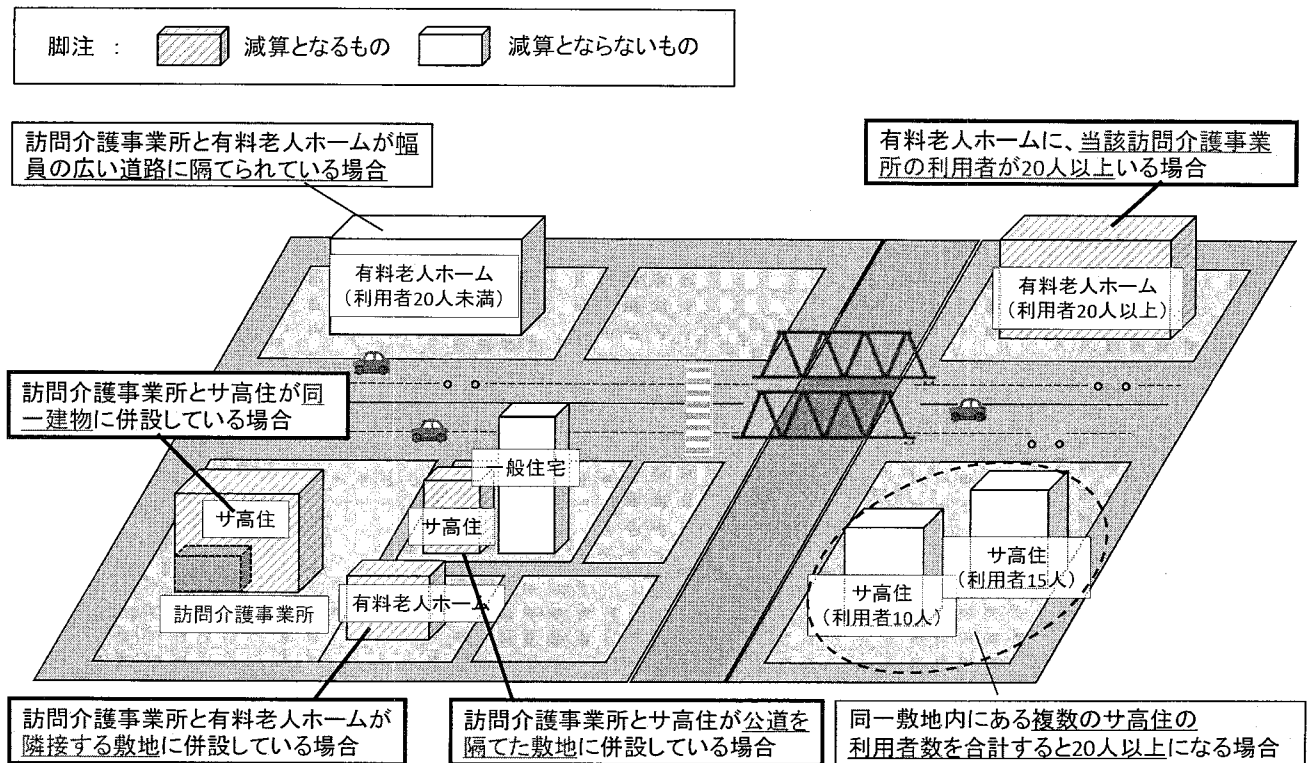 脚注 : 減算となるもの 減算とならないもの
訪問介護事業所と有料老人ホームが幅
員の広い道路に隔てられている場合
有料老人ホームに、当該訪問介護事業
所の利用者が20人以上いる場合
有料老人ホーム
(利用者20人未満)
有料老人ホーム
(利用者20人以上)
訪問介護事業所とサ高住が同
一建物に併設している場合
一般住宅
サ高住
サ高住
訪問介護事業所
有料老人ホーム
サ高住
(利用者15人)
サ高住
(利用者10人)
訪問介護事業所と有料老人ホームが
隣接する敷地に併設している場合
訪問介護事業所とサ高住が公道を
隔てた敷地に併設している場合
同一敷地内にある複数のサ高住の
利用者数を合計すると20人以上になる場合